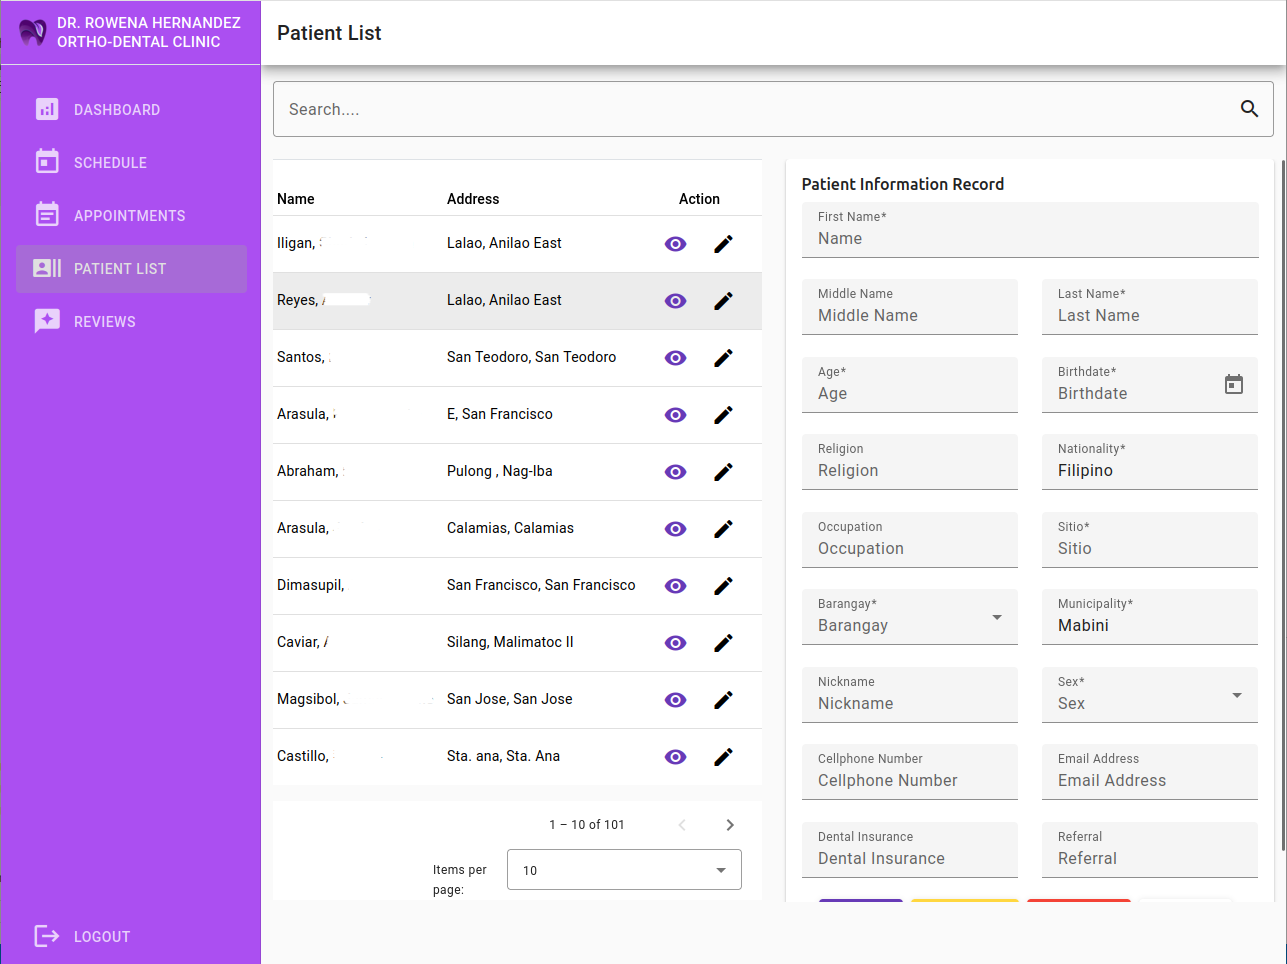 DR. ROWENA HERNANDEZ
ORTHO-DENTAL CLINIC
DASHBOARD
SCHEDULE
APPOINTMENTS
PATIENT LIST
REVIEWS
LOGOUT
Patient List
Search....
Name Address Action
Iligan, Lalao, Anilao East
Reyes, Lalao, Anilao East
Santos, San Teodoro, San Teodoro
Arasula, E, San Francisco
Abraham, Pulong , Nag-Iba
Arasula, Calamias, Calamias
Dimasupil, San Francisco, San Francisco
Caviar, Silang, Malimatoc II
Magsibol, San Jose, San Jose
Castillo, Sta. ana, Sta. Ana
1 – 10 of 101
Items per
page:
10
Patient Information Record
First Name*
Name
Middle Name Last Name*
Middle Name Last Name
Age* Birthdate*
Age Birthdate
Religion Nationality*
Religion Filipino
Occupation Sitio*
Occupation Sitio
Barangay* Municipality*
Barangay Mabini
Nickname Sex*
Nickname Sex
Cellphone Number Email Address
Cellphone Number Email Address
Dental Insurance Referral
Dental Insurance Referral